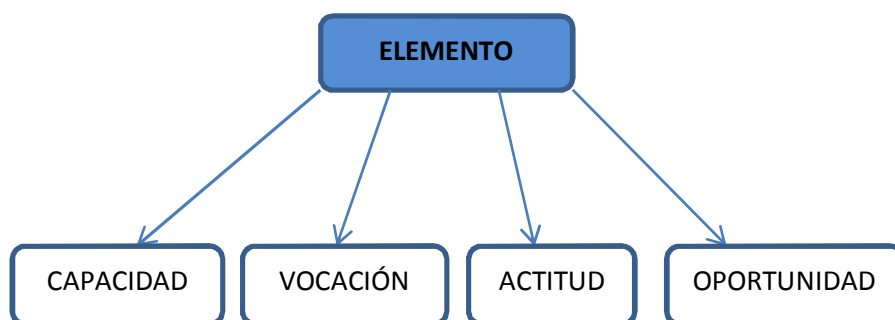 ELEMENTO
CAPACIDAD
VOCACIÓN
ACTITUD
OPORTUNIDAD